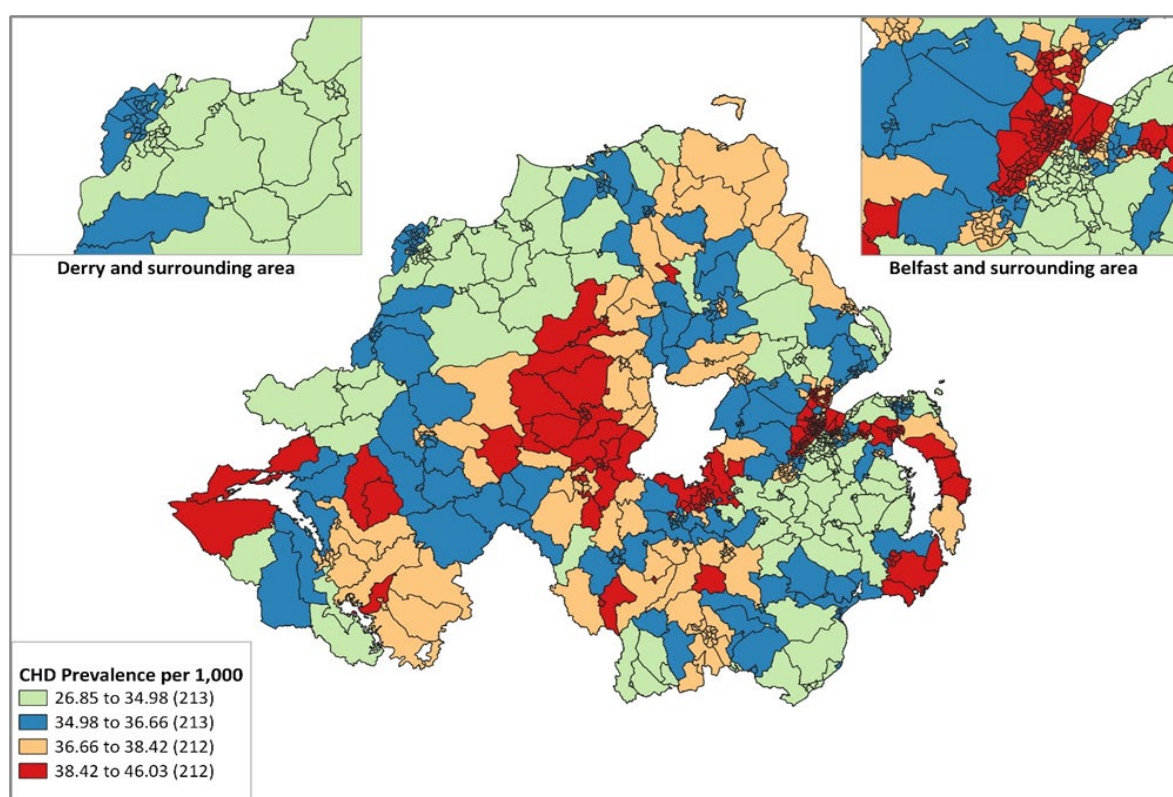 Derry and surrounding area
Belfast and surrounding area
CHD Prevalence per 1,000
26.85 to 34.98 (213)
34.98 to 36.66 (213)
36.66 to 38.42 (212)
38.42 to 46.03 (212)